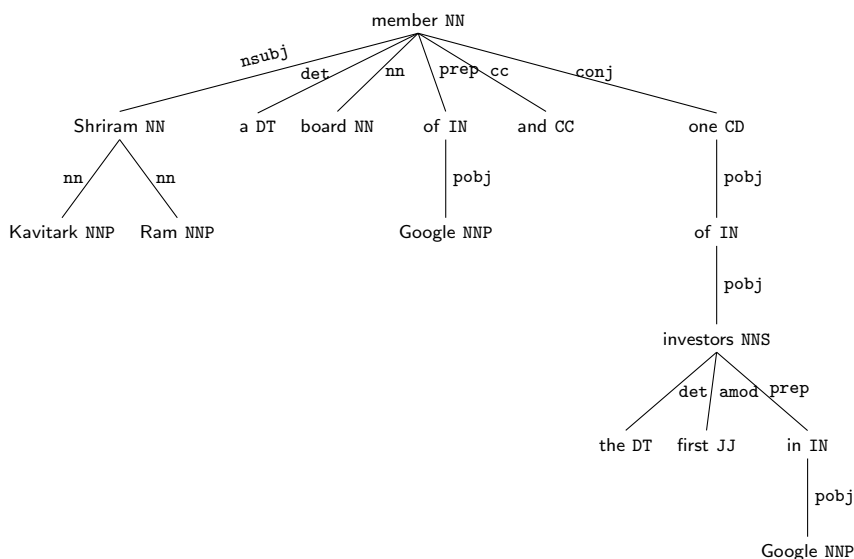 member NN
nsubj det nn prep cc conj
Shriram NN a DT board NN of IN and CC one CD
nn nn pobj pobj
Kavitark NNP Ram NNP Google NNP of IN
pobj
investors NNS
det amod prep
the DT first JJ in IN
pobj
Google NNP